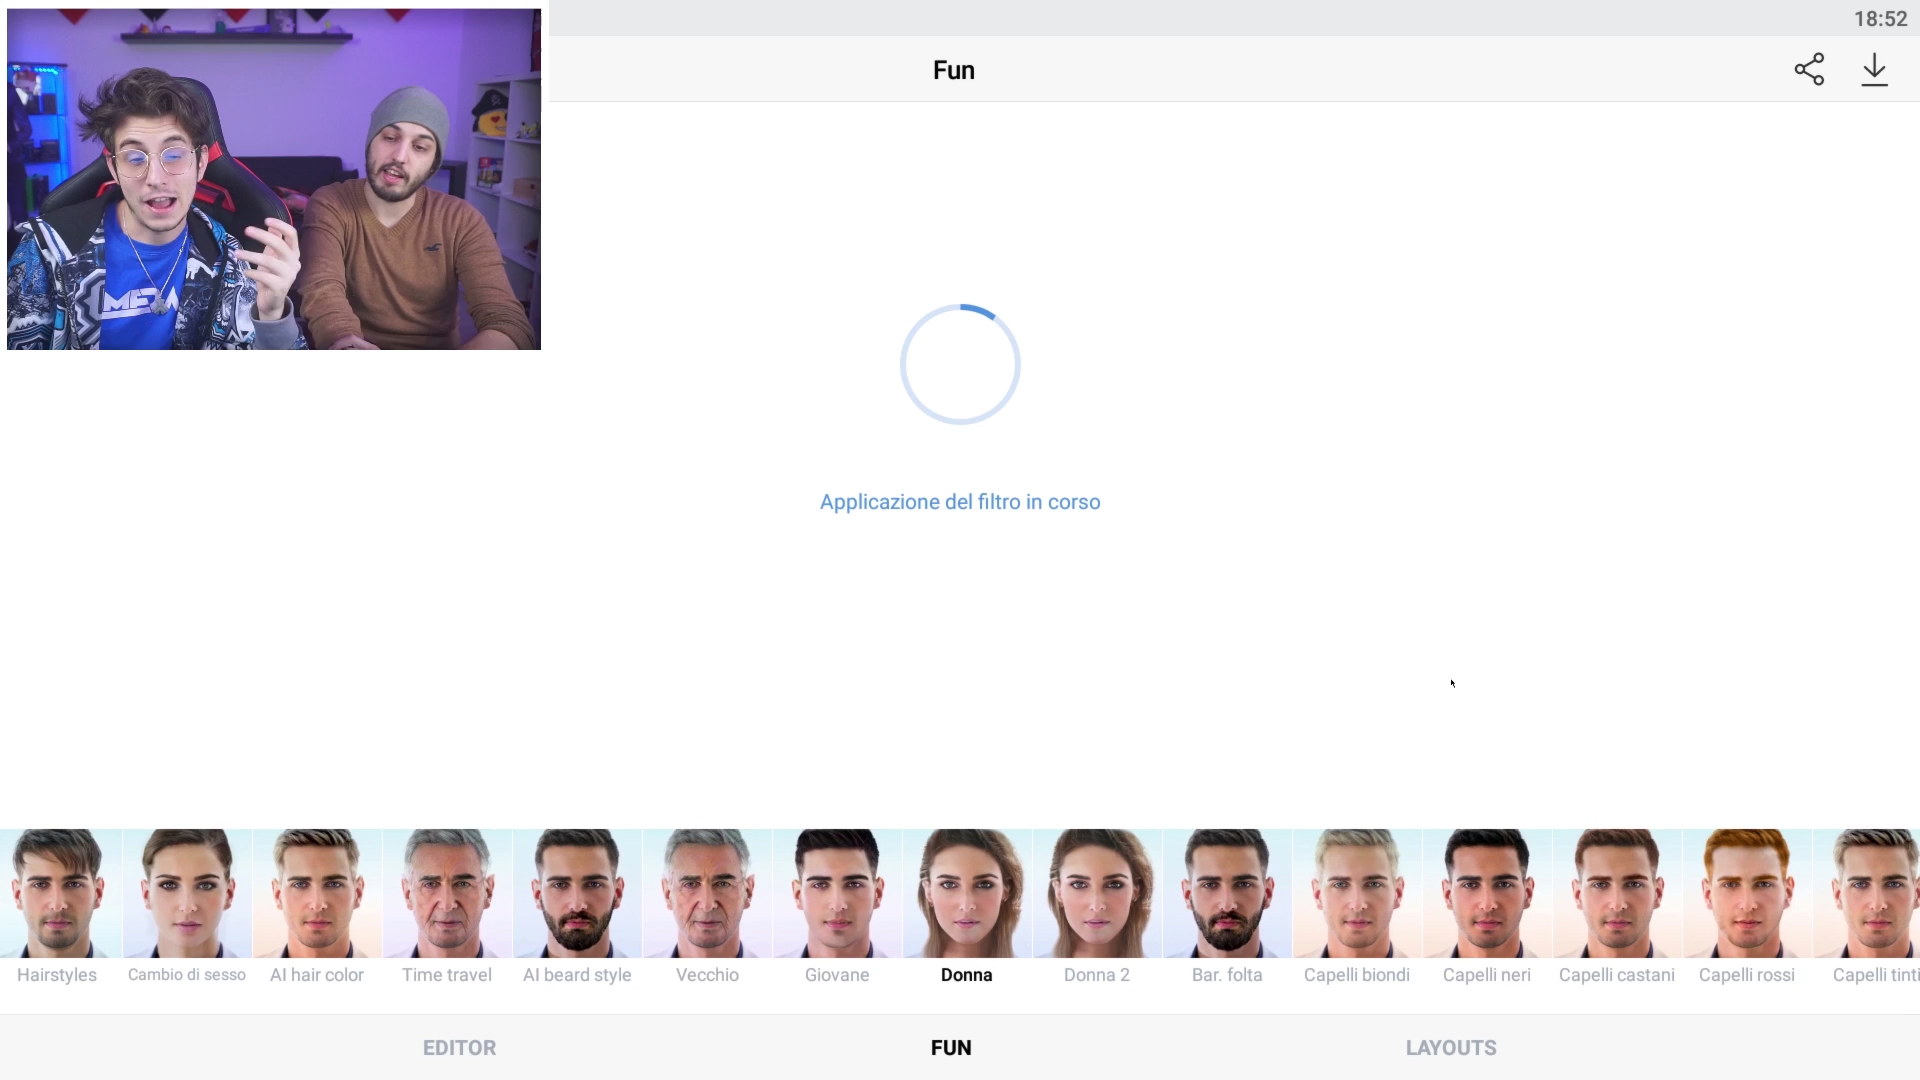 18:52
Fun
Applicazione del filtro in corso
Hairstyles
Cambio di sesso
AI hair color
Time travel
AI beard style
Vecchio
Giovane
Donna
Donna 2
Bar. folta
Capelli biondi
Capelli neri
Capelli castani
Capelli rossi
Capelli tinti
EDITOR
FUN
LAYOUTS